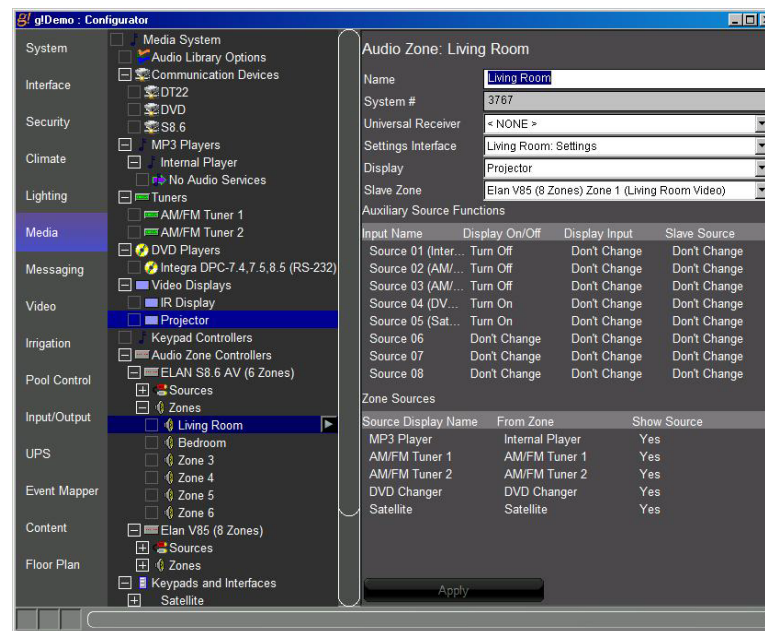 g! g!Demo : Configurator
System
Interface
Security
Climate
Lighting
Media
Messaging
Video
Irrigation
Pool Control
Input/Output
UPS
Event Mapper
Content
Floor Plan
Media System
Audio Library Options
Communication Devices
DT22
DVD
S8.6
MP3 Players
Internal Player
No Audio Services
Tuners
AM/FM Tuner 1
AM/FM Tuner 2
DVD Players
Integra DPC-7.4,7.5,8.5 (RS-232)
Video Displays
IR Display
Projector
Keypad Controllers
Audio Zone Controllers
ELAN S8.6 AV (6 Zones)
Sources
Zones
Living Room
Bedroom
Zone 3
Zone 4
Zone 5
Zone 6
Elan V85 (8 Zones)
Sources
Zones
Keypads and Interfaces
Satellite
Audio Zone: Living Room
Name Living Room
System # 3767
Universal Receiver < NONE >
Settings Interface Living Room: Settings
Display Projector
Slave Zone Elan V85 (8 Zones) Zone 1 (Living Room Video)
Auxiliary Source Functions
Input Name Display On/Off Display Input Slave Source
Source 01 (Inter... Turn Off Don't Change Don't Change
Source 02 (AM/... Turn Off Don't Change Don't Change
Source 03 (AM/... Turn Off Don't Change Don't Change
Source 04 (DV... Turn On Don't Change Don't Change
Source 05 (Sat... Turn On Don't Change Don't Change
Source 06 Don't Change Don't Change Don't Change
Source 07 Don't Change Don't Change Don't Change
Source 08 Don't Change Don't Change Don't Change
Zone Sources
Source Display Name From Zone Show Source
MP3 Player Internal Player Yes
AM/FM Tuner 1 AM/FM Tuner 1 Yes
AM/FM Tuner 2 AM/FM Tuner 2 Yes
DVD Changer DVD Changer Yes
Satellite Satellite Yes
Apply